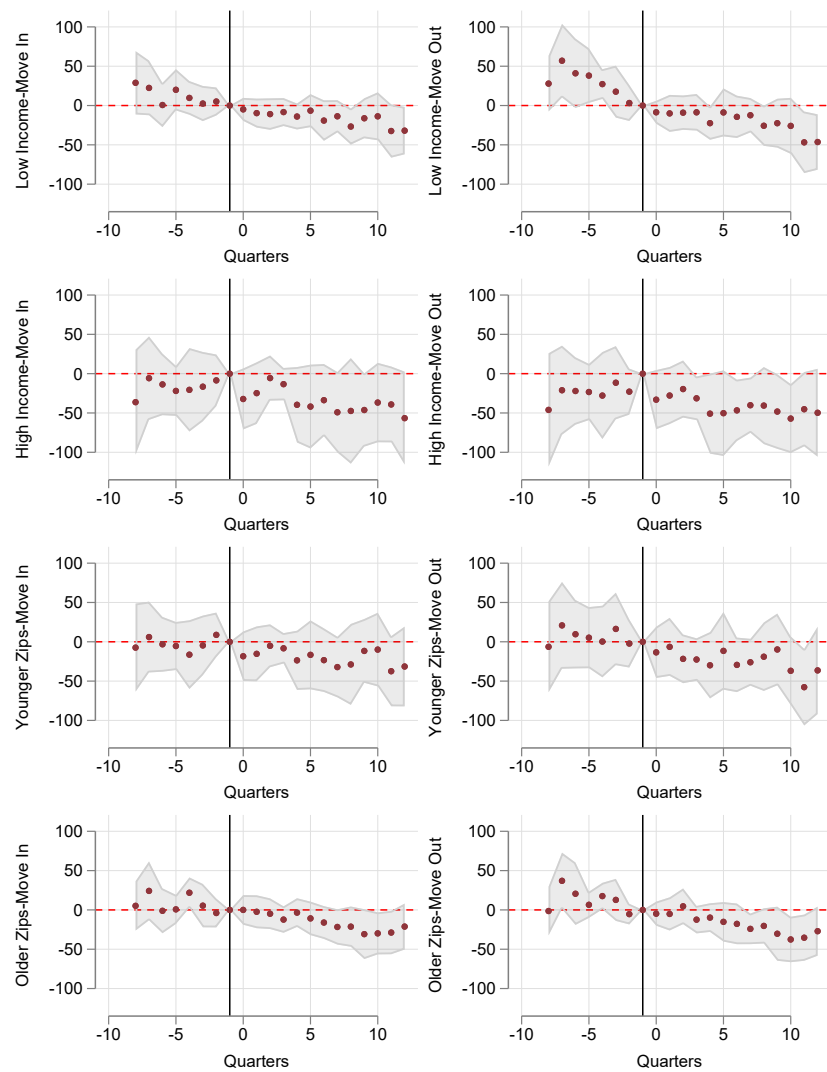 100
50
0
-50
-100
Low Income-Move In
-10 -5 0 5 10
Quarters
100
50
0
-50
-100
Low Income-Move Out
-10 -5 0 5 10
Quarters
100
50
0
-50
-100
High Income-Move In
-10 -5 0 5 10
Quarters
100
50
0
-50
-100
High Income-Move Out
-10 -5 0 5 10
Quarters
100
50
0
-50
-100
Younger Zips-Move In
-10 -5 0 5 10
Quarters
100
50
0
-50
-100
Younger Zips-Move Out
-10 -5 0 5 10
Quarters
100
50
0
-50
-100
Older Zips-Move In
-10 -5 0 5 10
Quarters
100
50
0
-50
-100
Older Zips-Move Out
-10 -5 0 5 10
Quarters